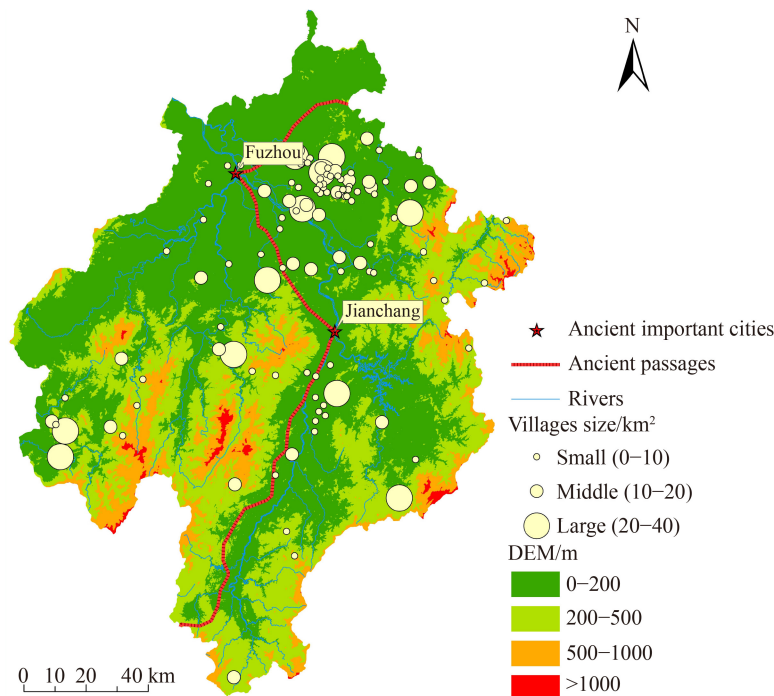 N
Fuzhou
Jianchang
Ancient important cities
Ancient passages
Rivers
Villages size/km²
Small (0−10)
Middle (10−20)
Large (20−40)
DEM/m
0−200
200−500
500−1000
>1000
0 10 20 40 km